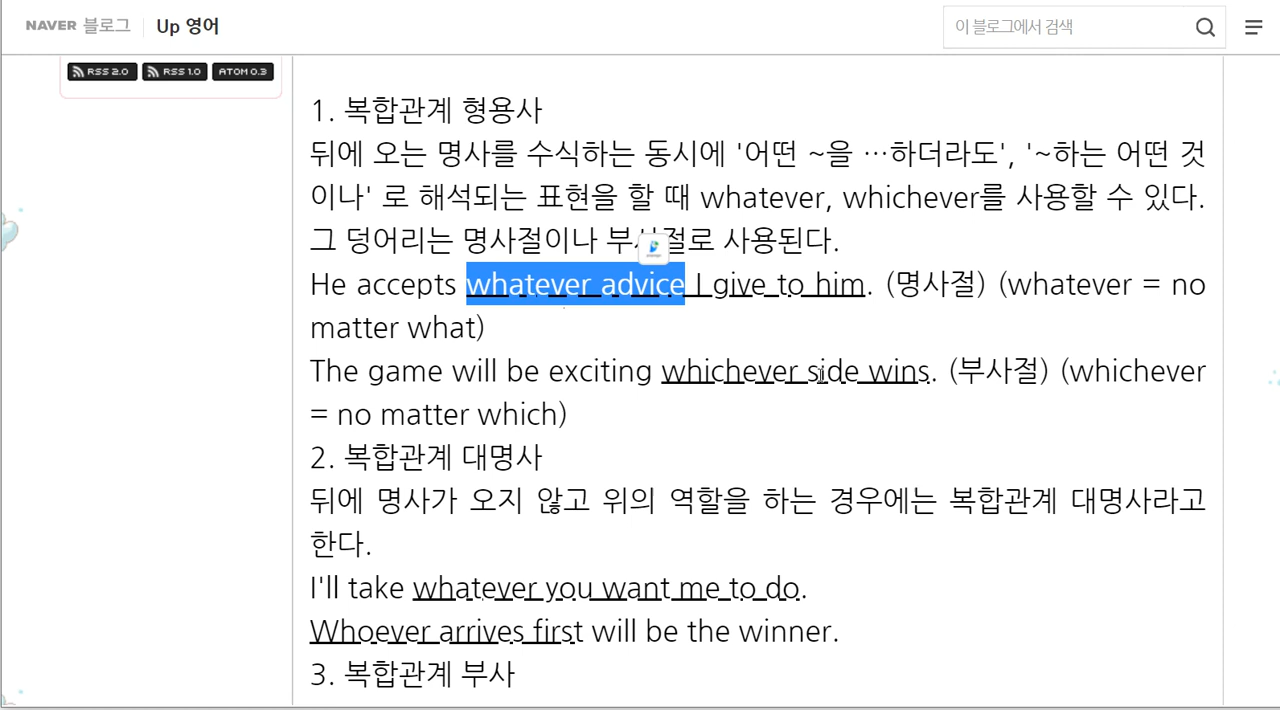 NAVER 블로그
Up 영어
이 블로그에서 검색
RSS 2.0
RSS 1.0
ATOM 0.3
1. 복합관계 형용사
뒤에 오는 명사를 수식하는 동시에 '어떤 ~을 …하더라도', '~하는 어떤 것
이나' 로 해석되는 표현을 할 때 whatever, whichever를 사용할 수 있다.
그 덩어리는 명사절이나 부사절로 사용된다.
He accepts whatever advice I give to him. (명사절) (whatever = no
matter what)
The game will be exciting whichever side wins. (부사절) (whichever
= no matter which)
2. 복합관계 대명사
뒤에 명사가 오지 않고 위의 역할을 하는 경우에는 복합관계 대명사라고
한다.
I'll take whatever you want me to do.
Whoever arrives first will be the winner.
3. 복합관계 부사